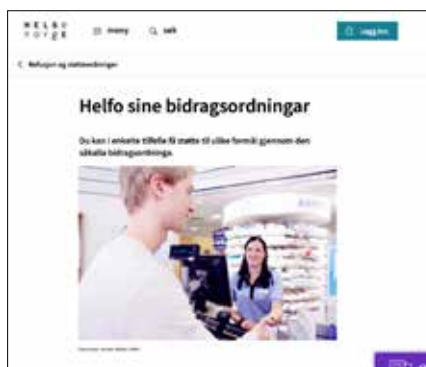 HELSE
NORGE
meny
søk
Logg inn
Refusjon og støtteordninger
Helfo sine bidragsordningar
Du kan i enkelte tilfelle få støtte til ulike formål gjennom den
såkalla bidragsordninga.